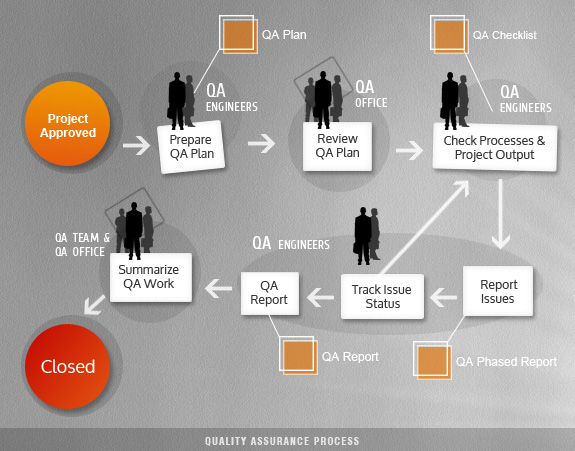 QA Plan
QA Checklist
Project
Approved
QA
ENGINEERS
QA
OFFICE
QA
ENGINEERS
Prepare
QA Plan
Review
QA Plan
Check Processes &
Project Output
QA TEAM &
QA OFFICE
QA ENGINEERS
Summarize
QA Work
QA
Report
Track Issue
Status
Report
Issues
Closed
QA Report
QA Phased Report
QUALITY ASSURANCE PROCESS